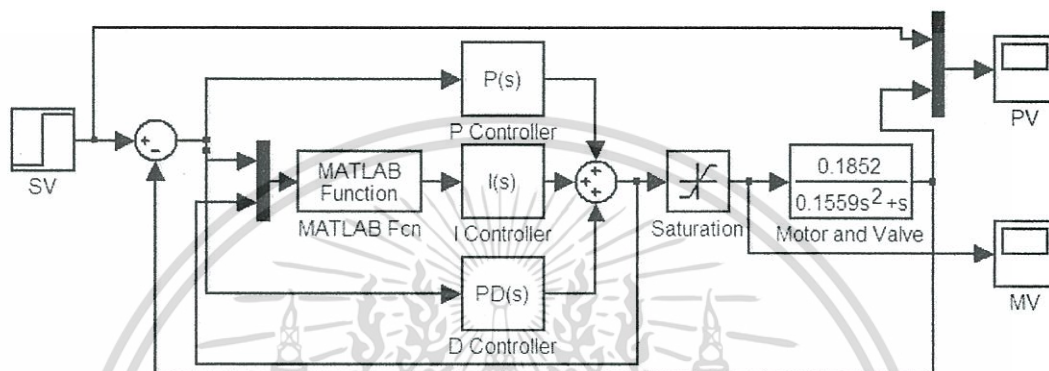 SV
+
-
P(s)
P Controller
MATLAB
Function
MATLAB Fcn
I(s)
I Controller
PD(s)
D Controller
+
+
+
Saturation
0.1852
0.1559s²+s
Motor and Valve
PV
MV